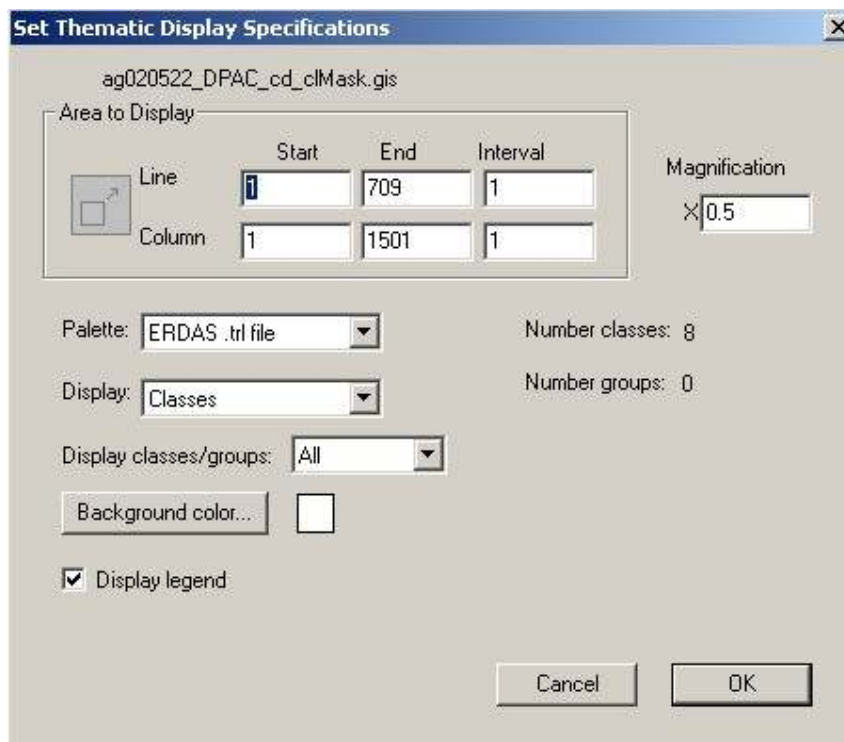 Set Thematic Display Specifications
ag020522_DPAC_cd_clMask.gis
Area to Display
Start End Interval
Line 1 709 1
Column 1 1501 1
Magnification
X 0.5
Palette: ERDAS .trl file
Number classes: 8
Display: Classes
Number groups: 0
Display classes/groups: All
Background color...
Display legend
Cancel OK